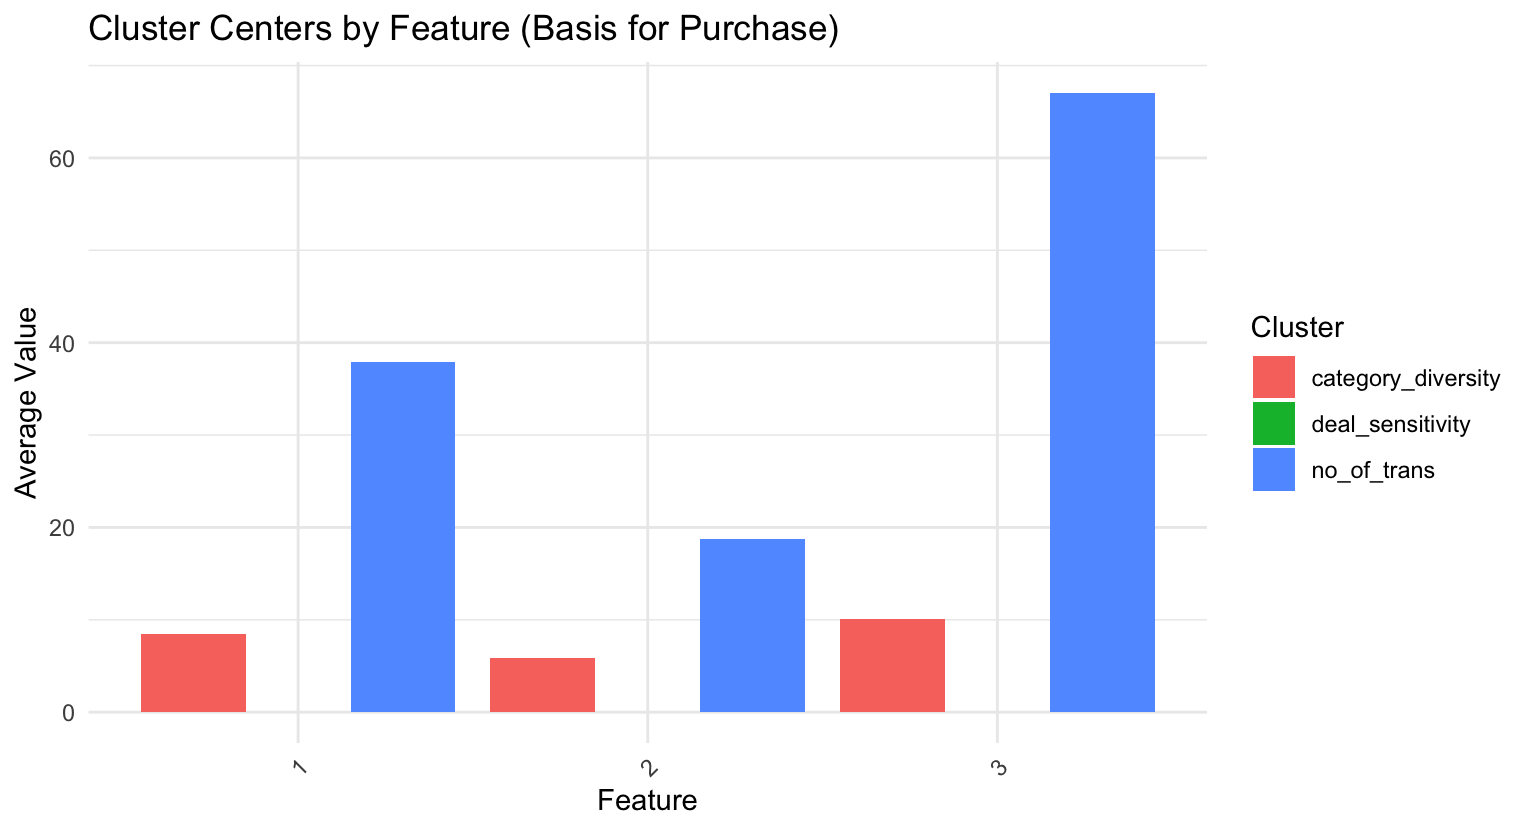 Cluster Centers by Feature (Basis for Purchase)
Average Value
60
40
20
0
1
2
3
Feature
Cluster
category_diversity
deal_sensitivity
no_of_trans